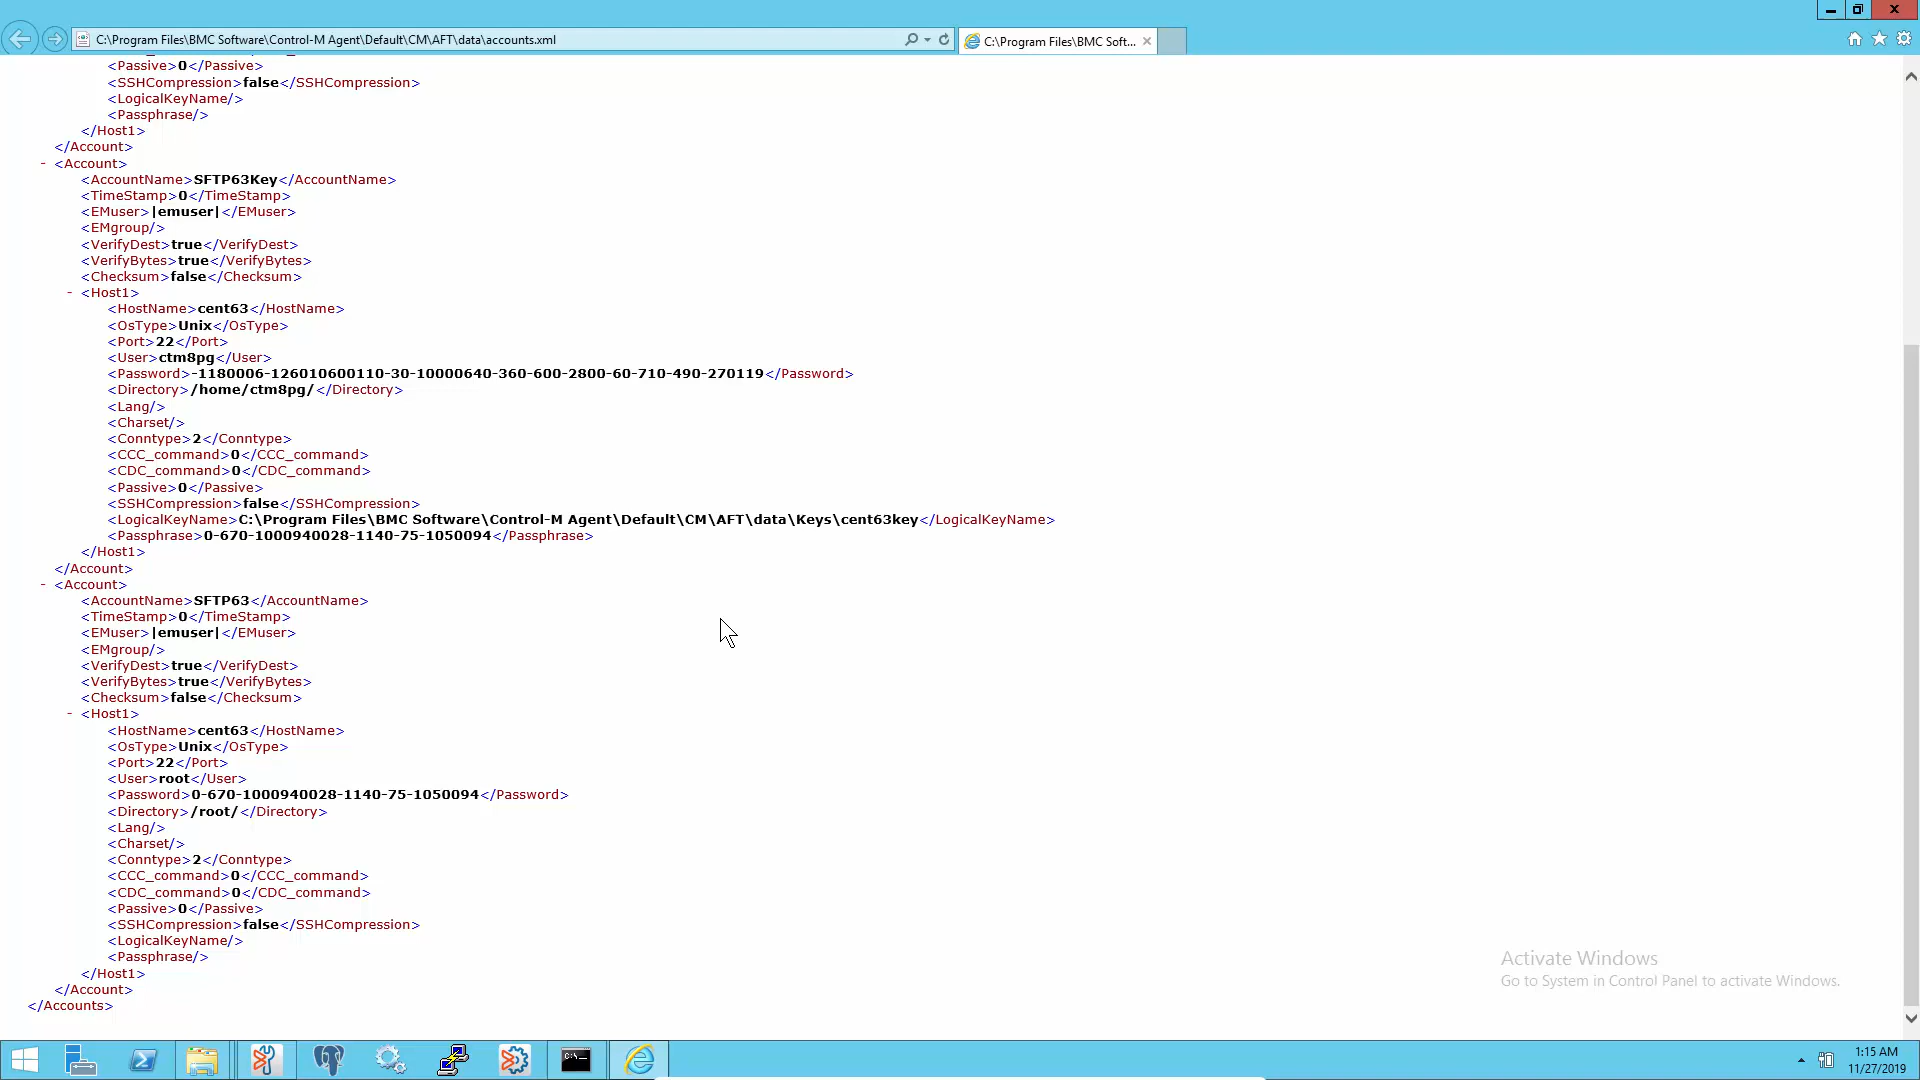 C:\Program Files\BMC Software\Control-M Agent\Default\CM\AFT\data\accounts.xml
C:\Program Files\BMC Soft...
<Passive>0</Passive>
<SSHCompression>false</SSHCompression>
<LogicalKeyName/>
<Passphrase/>
</Host1>
</Account>
- <Account>
<AccountName>SFTP63Key</AccountName>
<TimeStamp>0</TimeStamp>
<EMuser>|emuser|</EMuser>
<EMgroup/>
<VerifyDest>true</VerifyDest>
<VerifyBytes>true</VerifyBytes>
<Checksum>false</Checksum>
- <Host1>
<HostName>cent63</HostName>
<OsType>Unix</OsType>
<Port>22</Port>
<User>ctm8pg</User>
<Password>-1180006-126010600110-30-10000640-360-600-2800-60-710-490-270119</Password>
<Directory>/home/ctm8pg/</Directory>
<Lang/>
<Charset/>
<Conntype>2</Conntype>
<CCC_command>0</CCC_command>
<CDC_command>0</CDC_command>
<Passive>0</Passive>
<SSHCompression>false</SSHCompression>
<LogicalKeyName>C:\Program Files\BMC Software\Control-M Agent\Default\CM\AFT\data\Keys\cent63key</LogicalKeyName>
<Passphrase>0-670-1000940028-1140-75-1050094</Passphrase>
</Host1>
</Account>
- <Account>
<AccountName>SFTP63</AccountName>
<TimeStamp>0</TimeStamp>
<EMuser>|emuser|</EMuser>
<EMgroup/>
<VerifyDest>true</VerifyDest>
<VerifyBytes>true</VerifyBytes>
<Checksum>false</Checksum>
- <Host1>
<HostName>cent63</HostName>
<OsType>Unix</OsType>
<Port>22</Port>
<User>root</User>
<Password>0-670-1000940028-1140-75-1050094</Password>
<Directory>/root/</Directory>
<Lang/>
<Charset/>
<Conntype>2</Conntype>
<CCC_command>0</CCC_command>
<CDC_command>0</CDC_command>
<Passive>0</Passive>
<SSHCompression>false</SSHCompression>
<LogicalKeyName/>
<Passphrase/>
</Host1>
</Account>
</Accounts>
Activate Windows
Go to System in Control Panel to activate Windows.
1:15 AM
11/27/2019